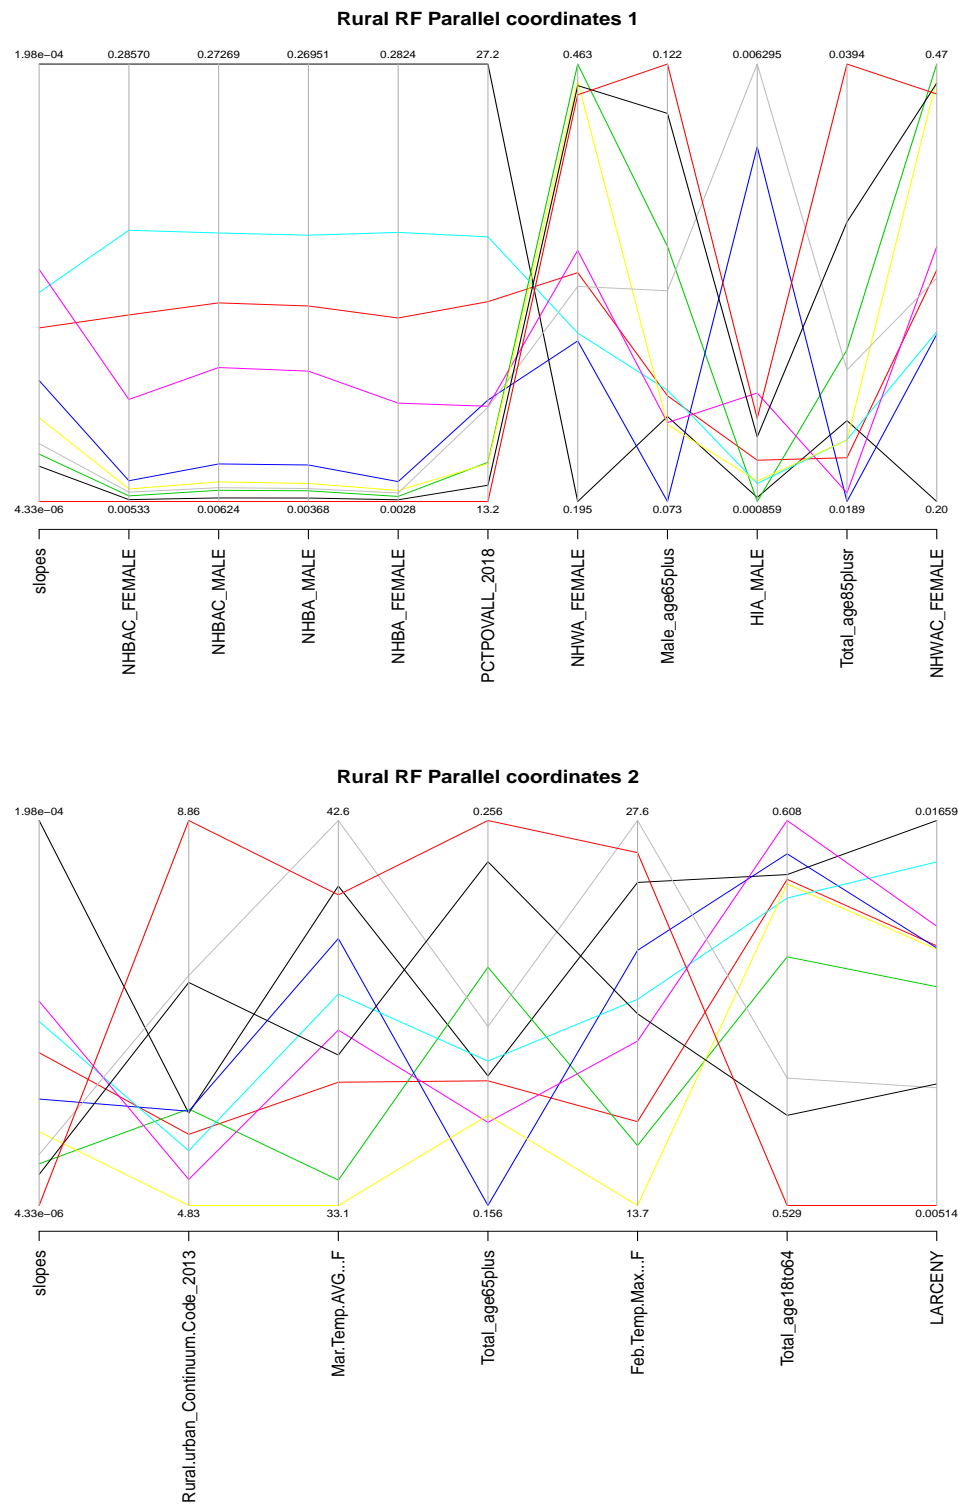 Rural RF Parallel coordinates 1
1.98e−04 0.28570 0.27269 0.26951 0.2824 27.2 0.463 0.122 0.006295 0.0394 0.47
4.33e−06 0.00533 0.00624 0.00368 0.0028 13.2 0.195 0.073 0.000859 0.0189 0.20
slopes
NHBAC_FEMALE
NHBAC_MALE
NHBA_MALE
NHBA_FEMALE
PCTPOVALL_2018
NHWA_FEMALE
Male_age65plus
HIA_MALE
Total_age85plusr
NHWAC_FEMALE
Rural RF Parallel coordinates 2
1.98e−04 8.86 42.6 0.256 27.6 0.608 0.01659
4.33e−06 4.83 33.1 0.156 13.7 0.529 0.00514
slopes
Rural.urban_Continuum.Code_2013
Mar.Temp.AVG...F
Total_age65plus
Feb.Temp.Max...F
Total_age18to64
LARCENY